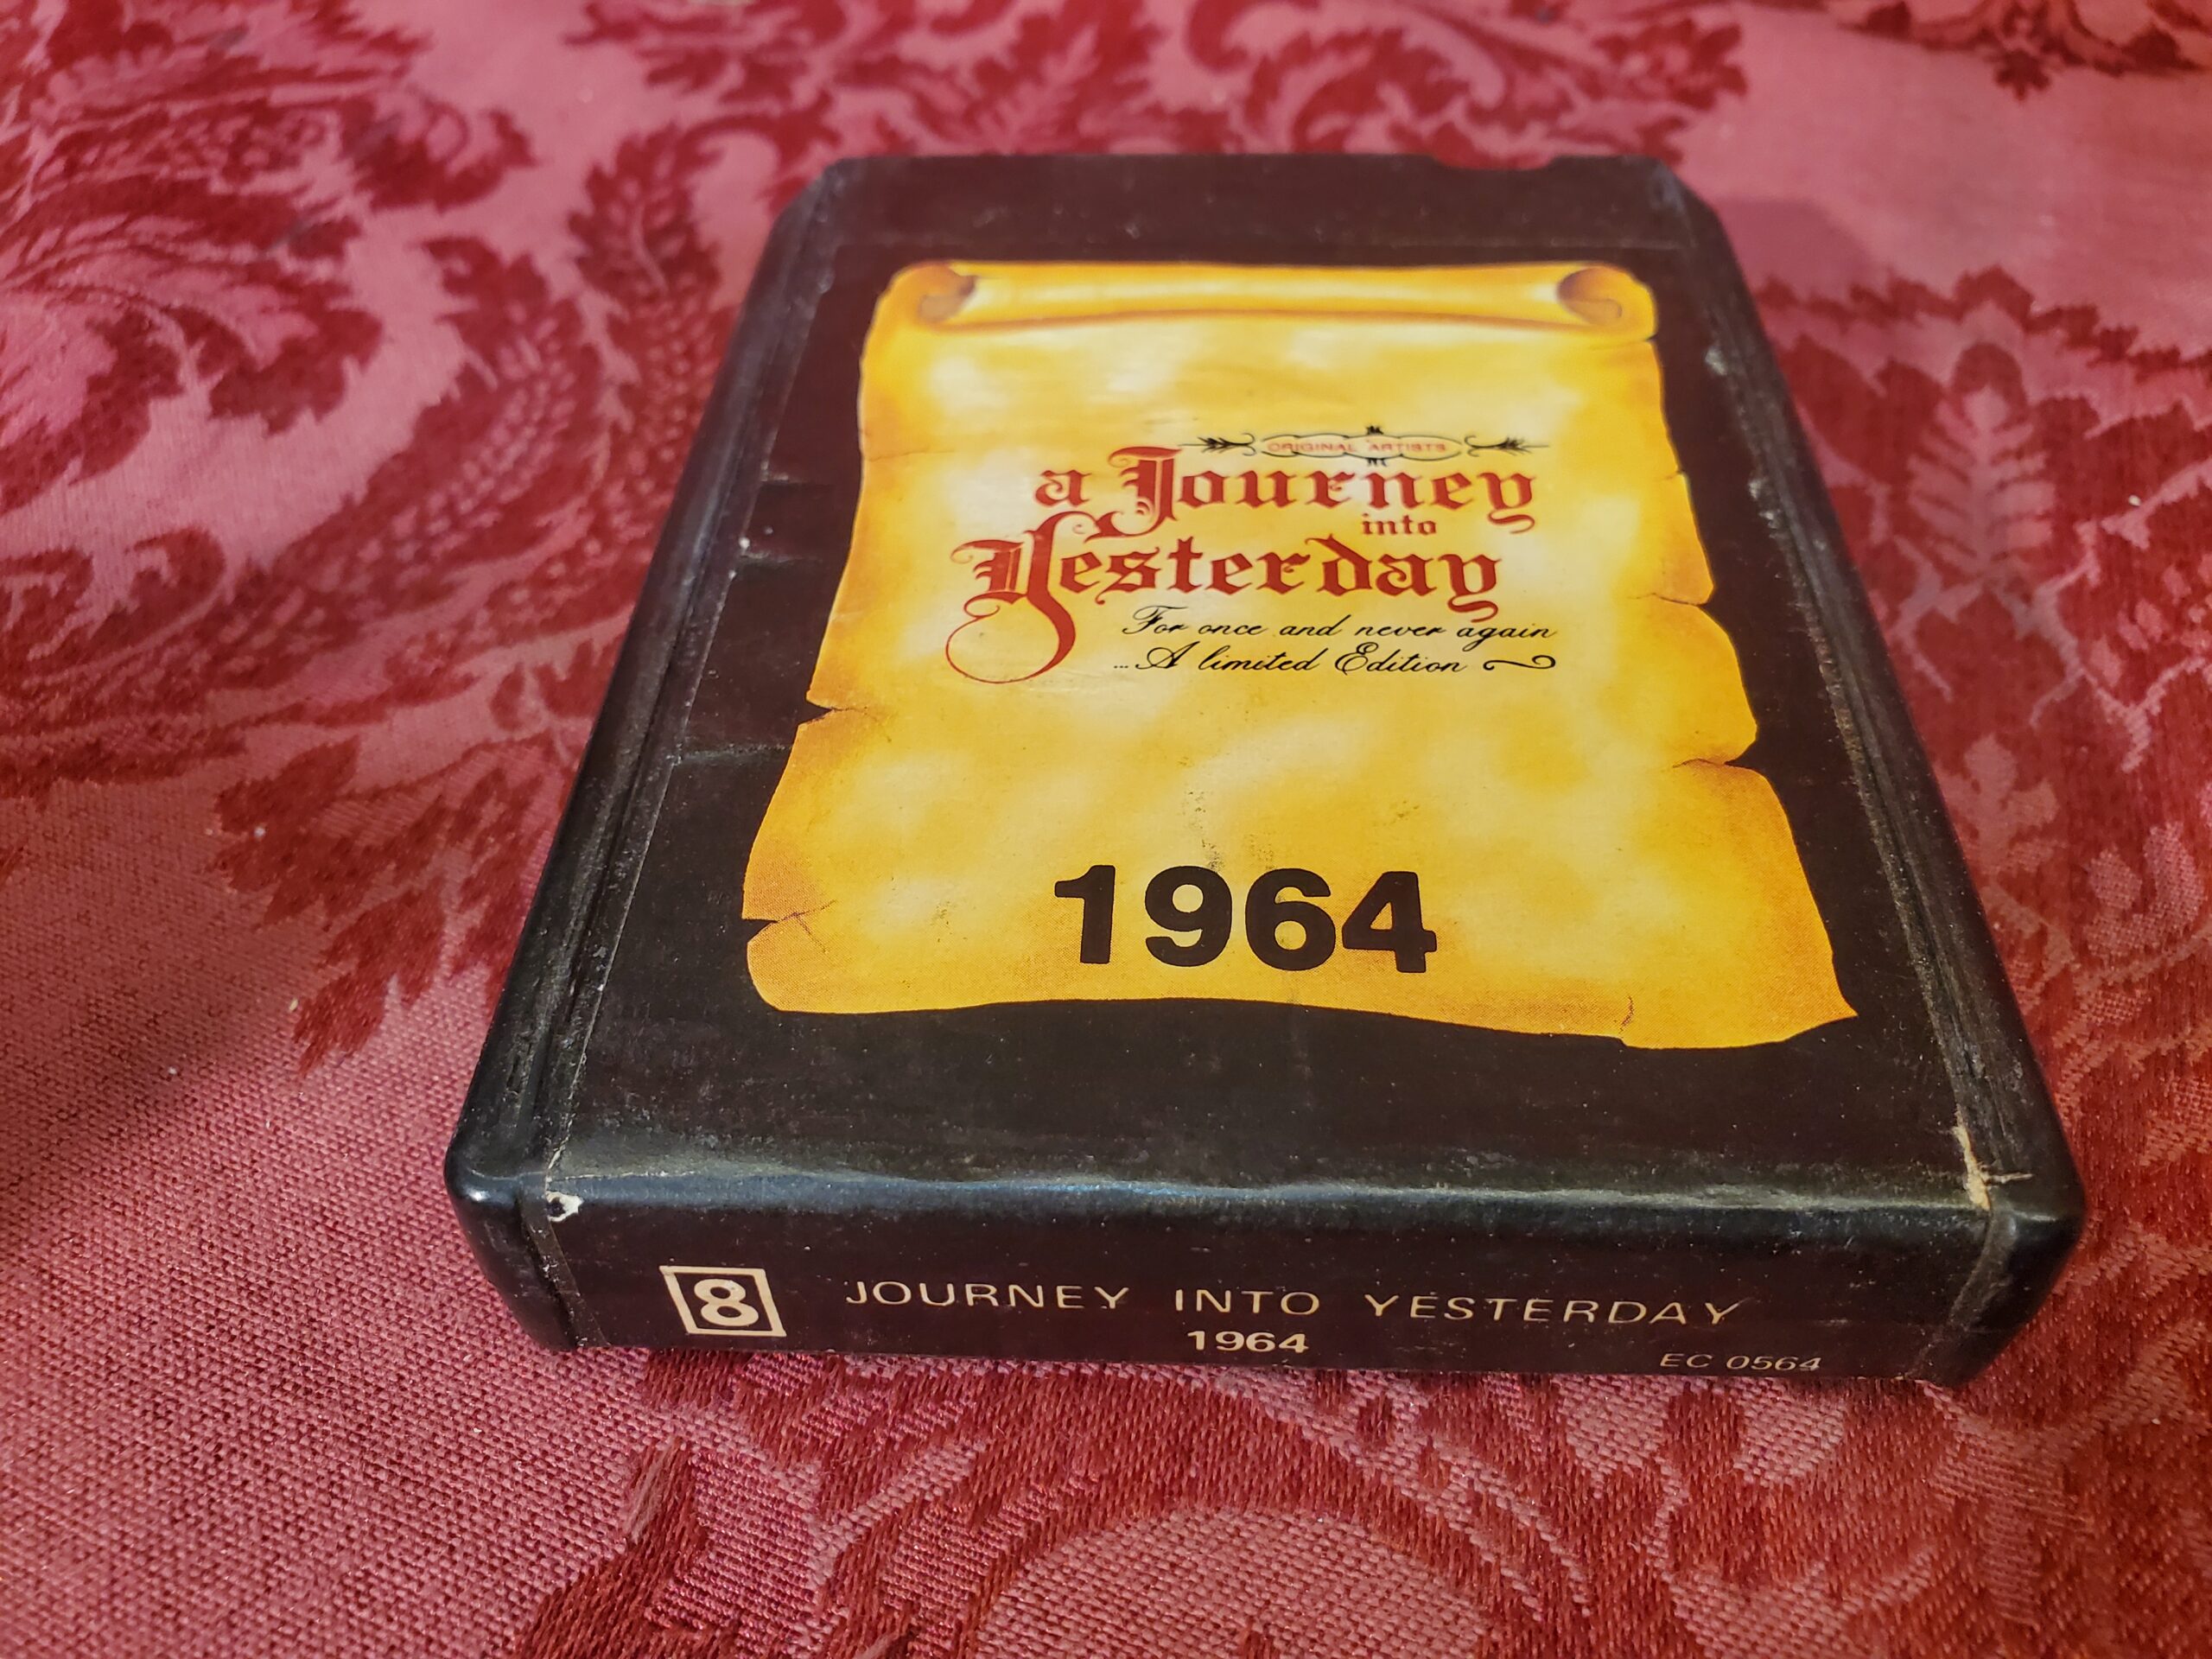 ORIGINAL ARTISTS
a Journey
into
Yesterday
For once and never again
...A limited Edition
1964
8
JOURNEY INTO YESTERDAY
1964
EC 0564